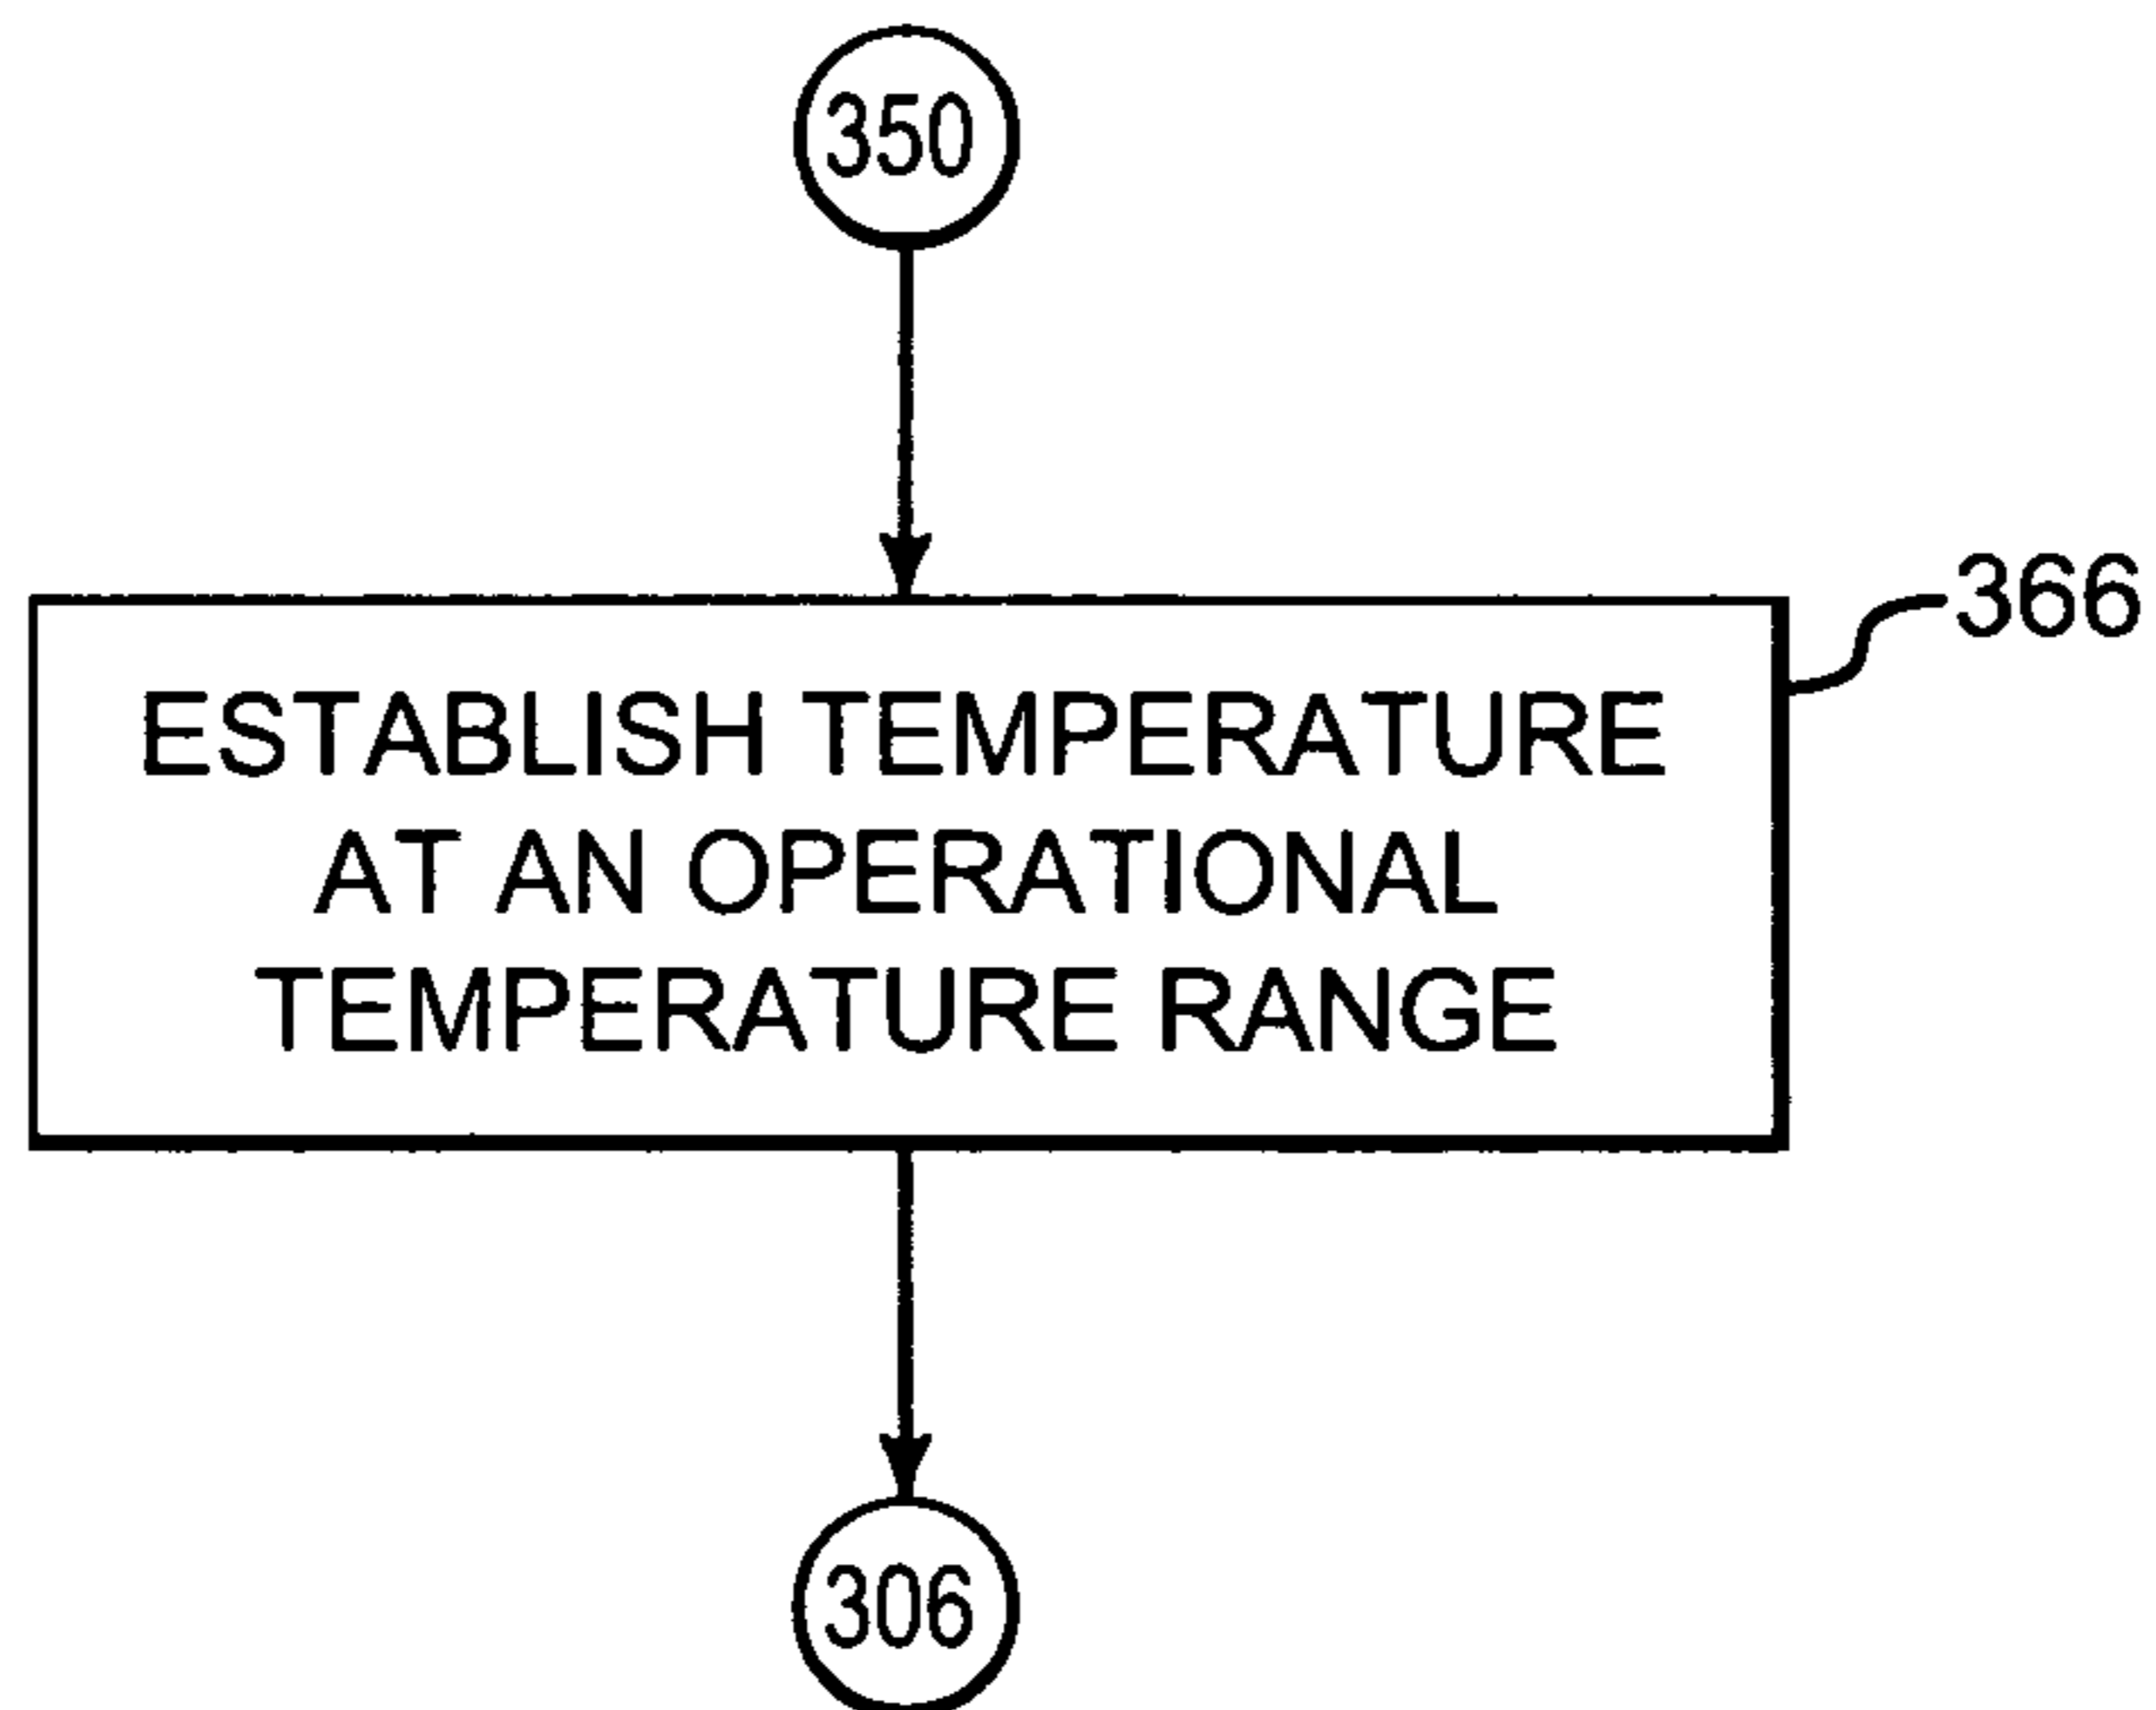 350
366
ESTABLISH TEMPERATURE
AT AN OPERATIONAL
TEMPERATURE RANGE
306